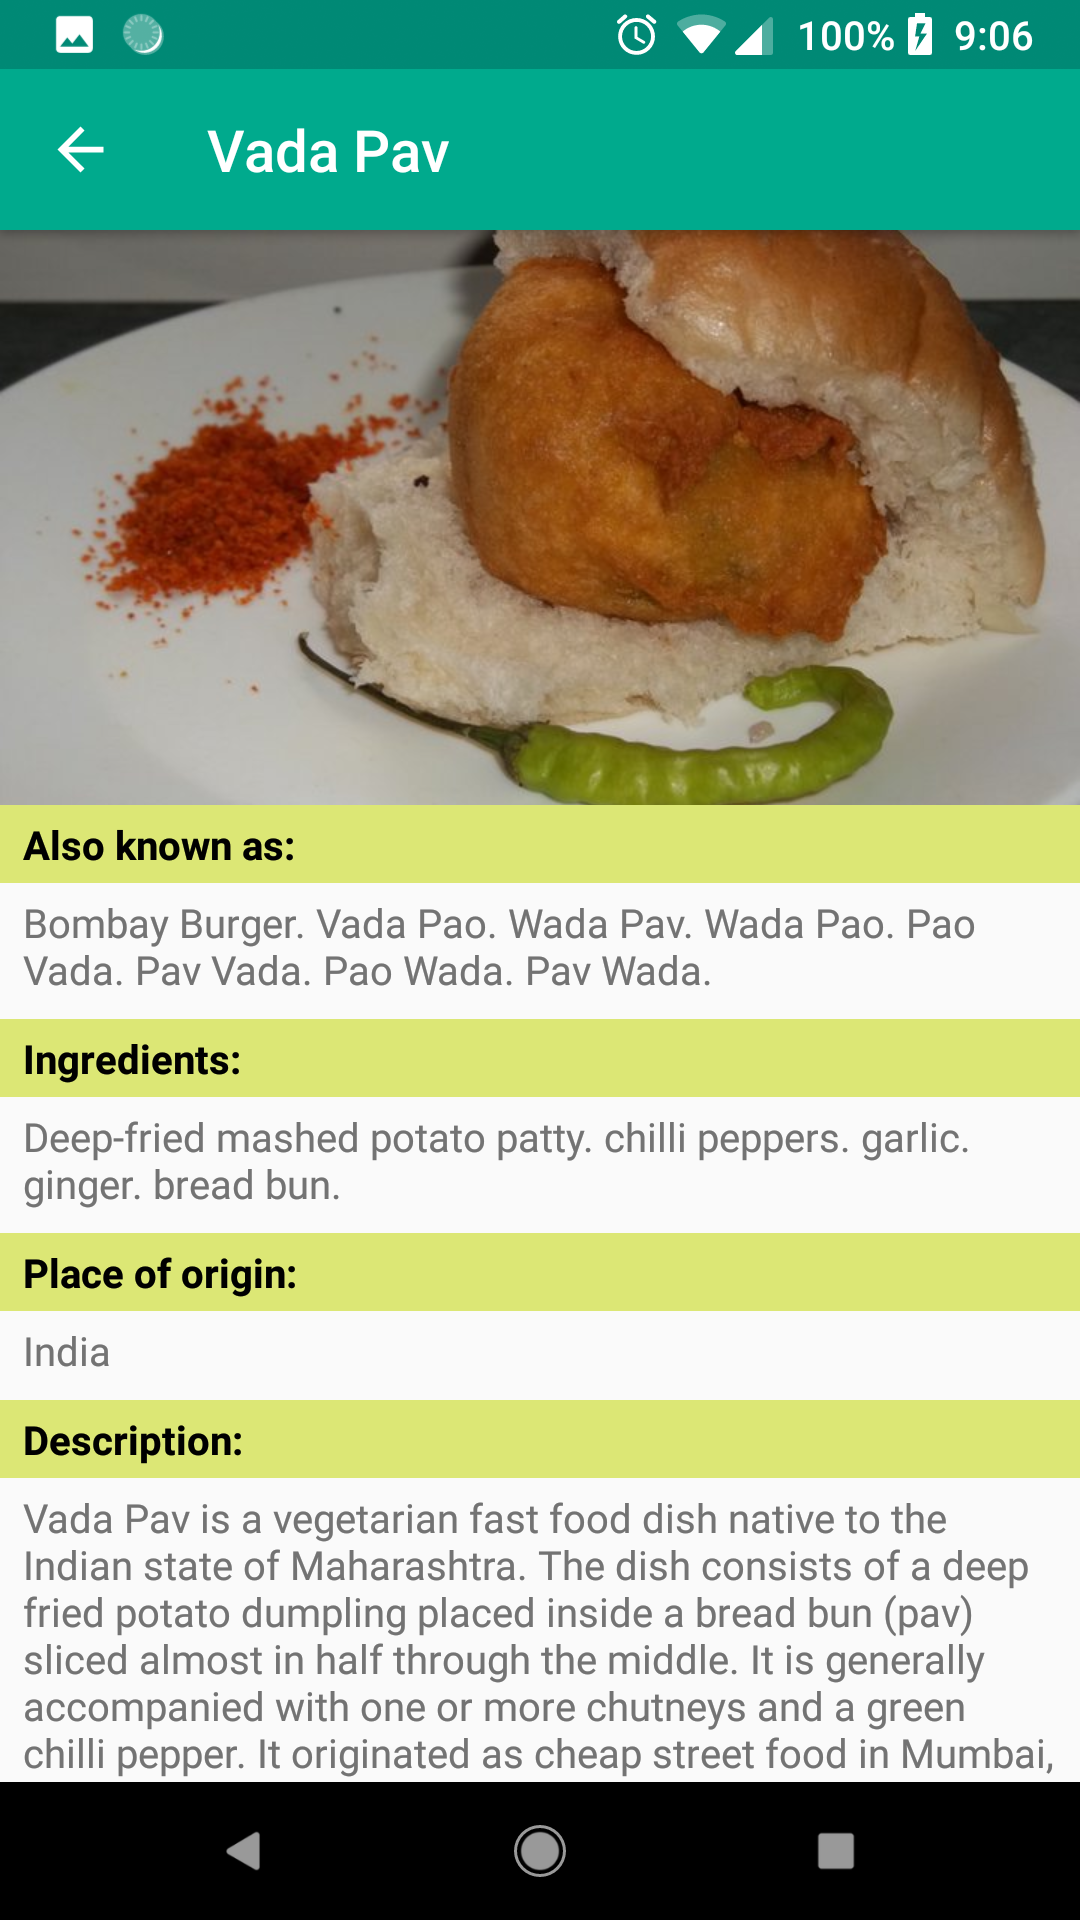 100% 9:06
Vada Pav
Also known as:
Bombay Burger. Vada Pao. Wada Pav. Wada Pao. Pao
Vada. Pav Vada. Pao Wada. Pav Wada.
Ingredients:
Deep-fried mashed potato patty. chilli peppers. garlic.
ginger. bread bun.
Place of origin:
India
Description:
Vada Pav is a vegetarian fast food dish native to the
Indian state of Maharashtra. The dish consists of a deep
fried potato dumpling placed inside a bread bun (pav)
sliced almost in half through the middle. It is generally
accompanied with one or more chutneys and a green
chilli pepper. It originated as cheap street food in Mumbai,